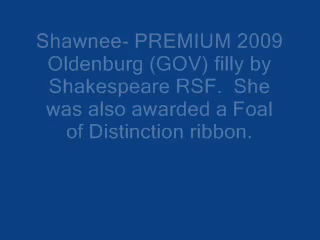 Shawnee- PREMIUM 2009
Oldenburg (GOV) filly by
Shakespeare RSF.  She
was also awarded a Foal
of Distinction ribbon.